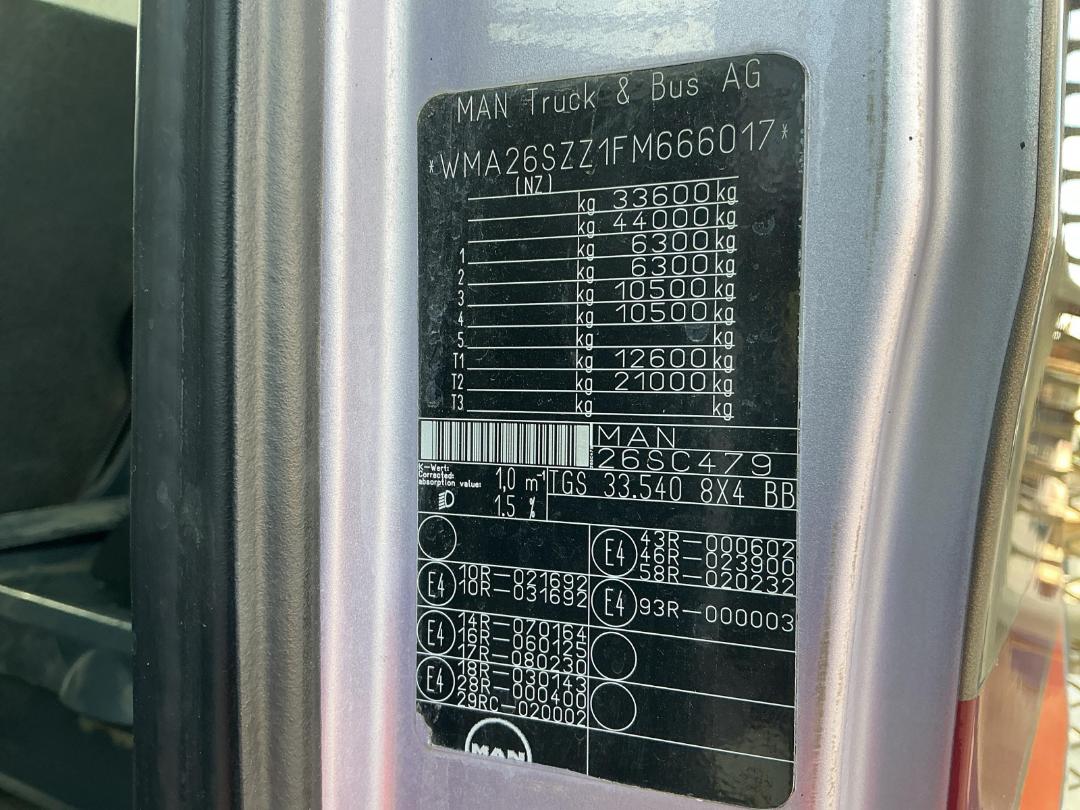 MAN Truck & Bus AG
*WMA26SZZ1FM666017*
(NZ)
kg 33600 kg
kg 44000 kg
1 kg 6300 kg
2 kg 6300 kg
3 kg 10500 kg
4 kg 10500 kg
5 kg kg
T1 kg 12600 kg
T2 kg 21000 kg
T3 kg kg
MAN
26SC479
K-Wert:
Corrected
absorption value: 1,0 m-1
1.5 %
TGS 33.540 8X4 BB
E4 43R-000602
46R-023900
58R-020232
E4 10R-021692
10R-031692
E4 93R-000003
E4 14R-070164
16R-060125
17R-080230
E4 18R-030143
28R-000400
29RC-020002
MAN